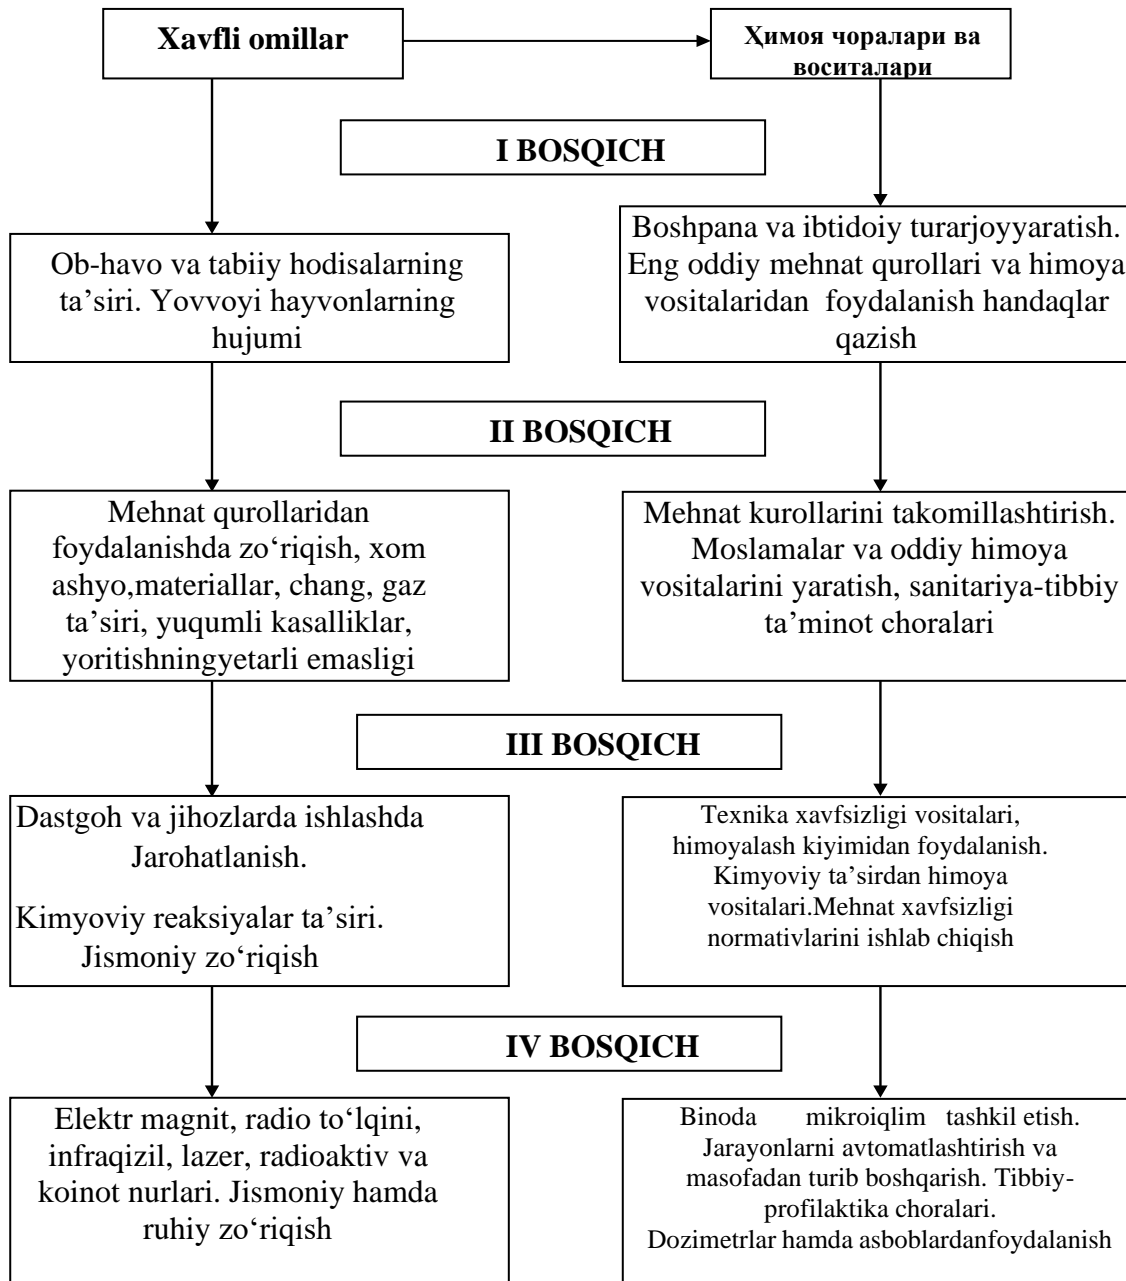 Xavfli omillar
Ҳимоя чоралари ва
воситалари
I BOSQICH
Ob-havo va tabiiy hodisalarning
ta’siri. Yovvoyi hayvonlarning
hujumi
Boshpana va ibtidoiy turarjoyyaratish.
Eng oddiy mehnat qurollari va himoya
vositalaridan foydalanish handaqlar
qazish
II BOSQICH
Mehnat qurollaridan
foydalanishda zo‘riqish, xom
ashyo,materiallar, chang, gaz
ta’siri, yuqumli kasalliklar,
yoritishningyetarli emasligi
Mehnat kurollarini takomillashtirish.
Moslamalar va oddiy himoya
vositalarini yaratish, sanitariya-tibbiy
ta’minot choralari
III BOSQICH
Dastgoh va jihozlarda ishlashda
Jarohatlanish.
Kimyoviy reaksiyalar ta’siri.
Jismoniy zo‘riqish
Texnika xavfsizligi vositalari,
himoyalash kiyimidan foydalanish.
Kimyoviy ta’sirdan himoya
vositalari.Mehnat xavfsizligi
normativlarini ishlab chiqish
IV BOSQICH
Elektr magnit, radio to‘lqini,
infraqizil, lazer, radioaktiv va
koinot nurlari. Jismoniy hamda
ruhiy zo‘riqish
Binoda mikroiqlim tashkil etish.
Jarayonlarni avtomatlashtirish va
masofadan turib boshqarish. Tibbiy-
profilaktika choralari.
Dozimetrlar hamda asboblardanfoydalanish